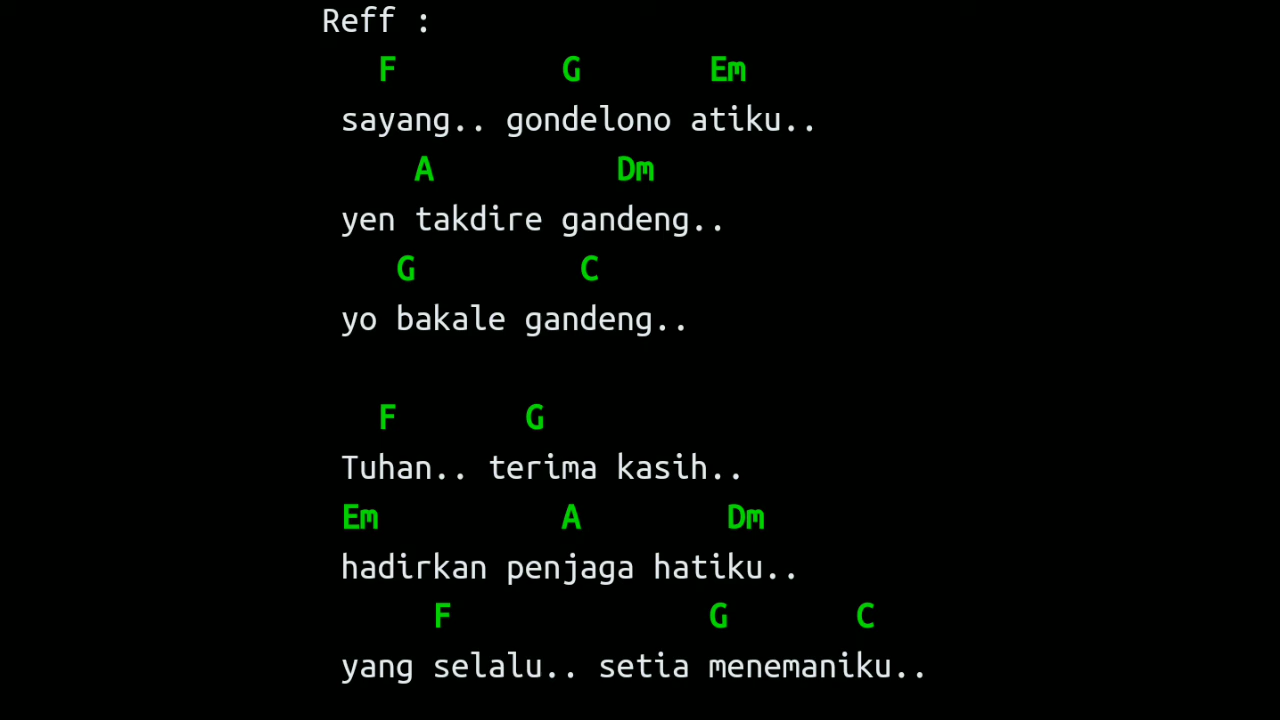 Reff :
F G Em
sayang.. gondelono atiku..
A Dm
yen takdire gandeng..
G C
yo bakale gandeng..
F G
Tuhan.. terima kasih..
Em A Dm
hadirkan penjaga hatiku..
F G C
yang selalu.. setia menemaniku..